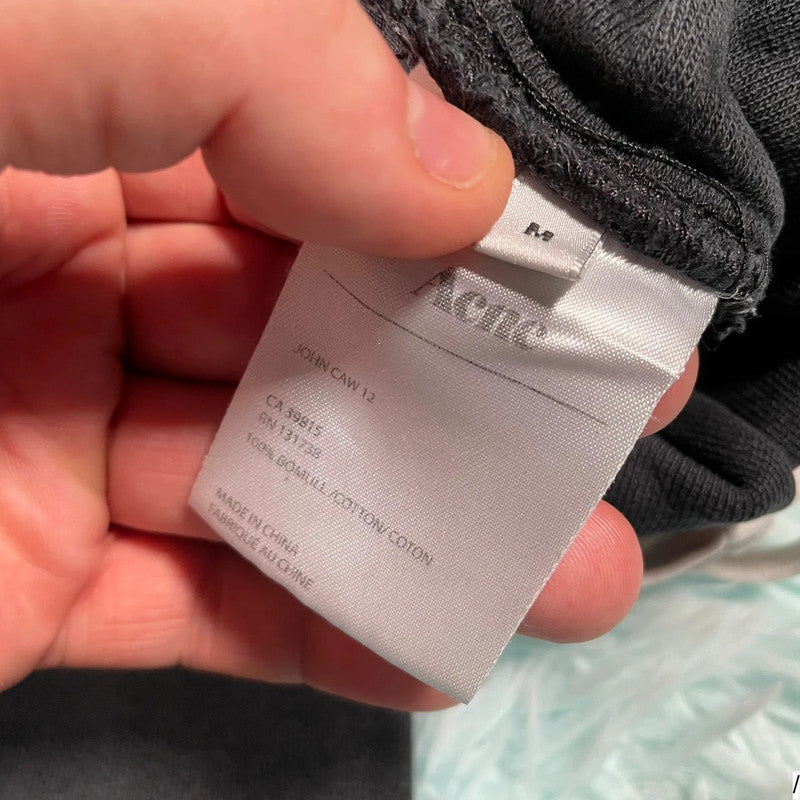 M
Acne
JOHN CAW 12
CA 39815
RN 131738
100% BOMULL /COTTON/ COTON
MADE IN CHINA
FABRIQUÉ AU CHINE